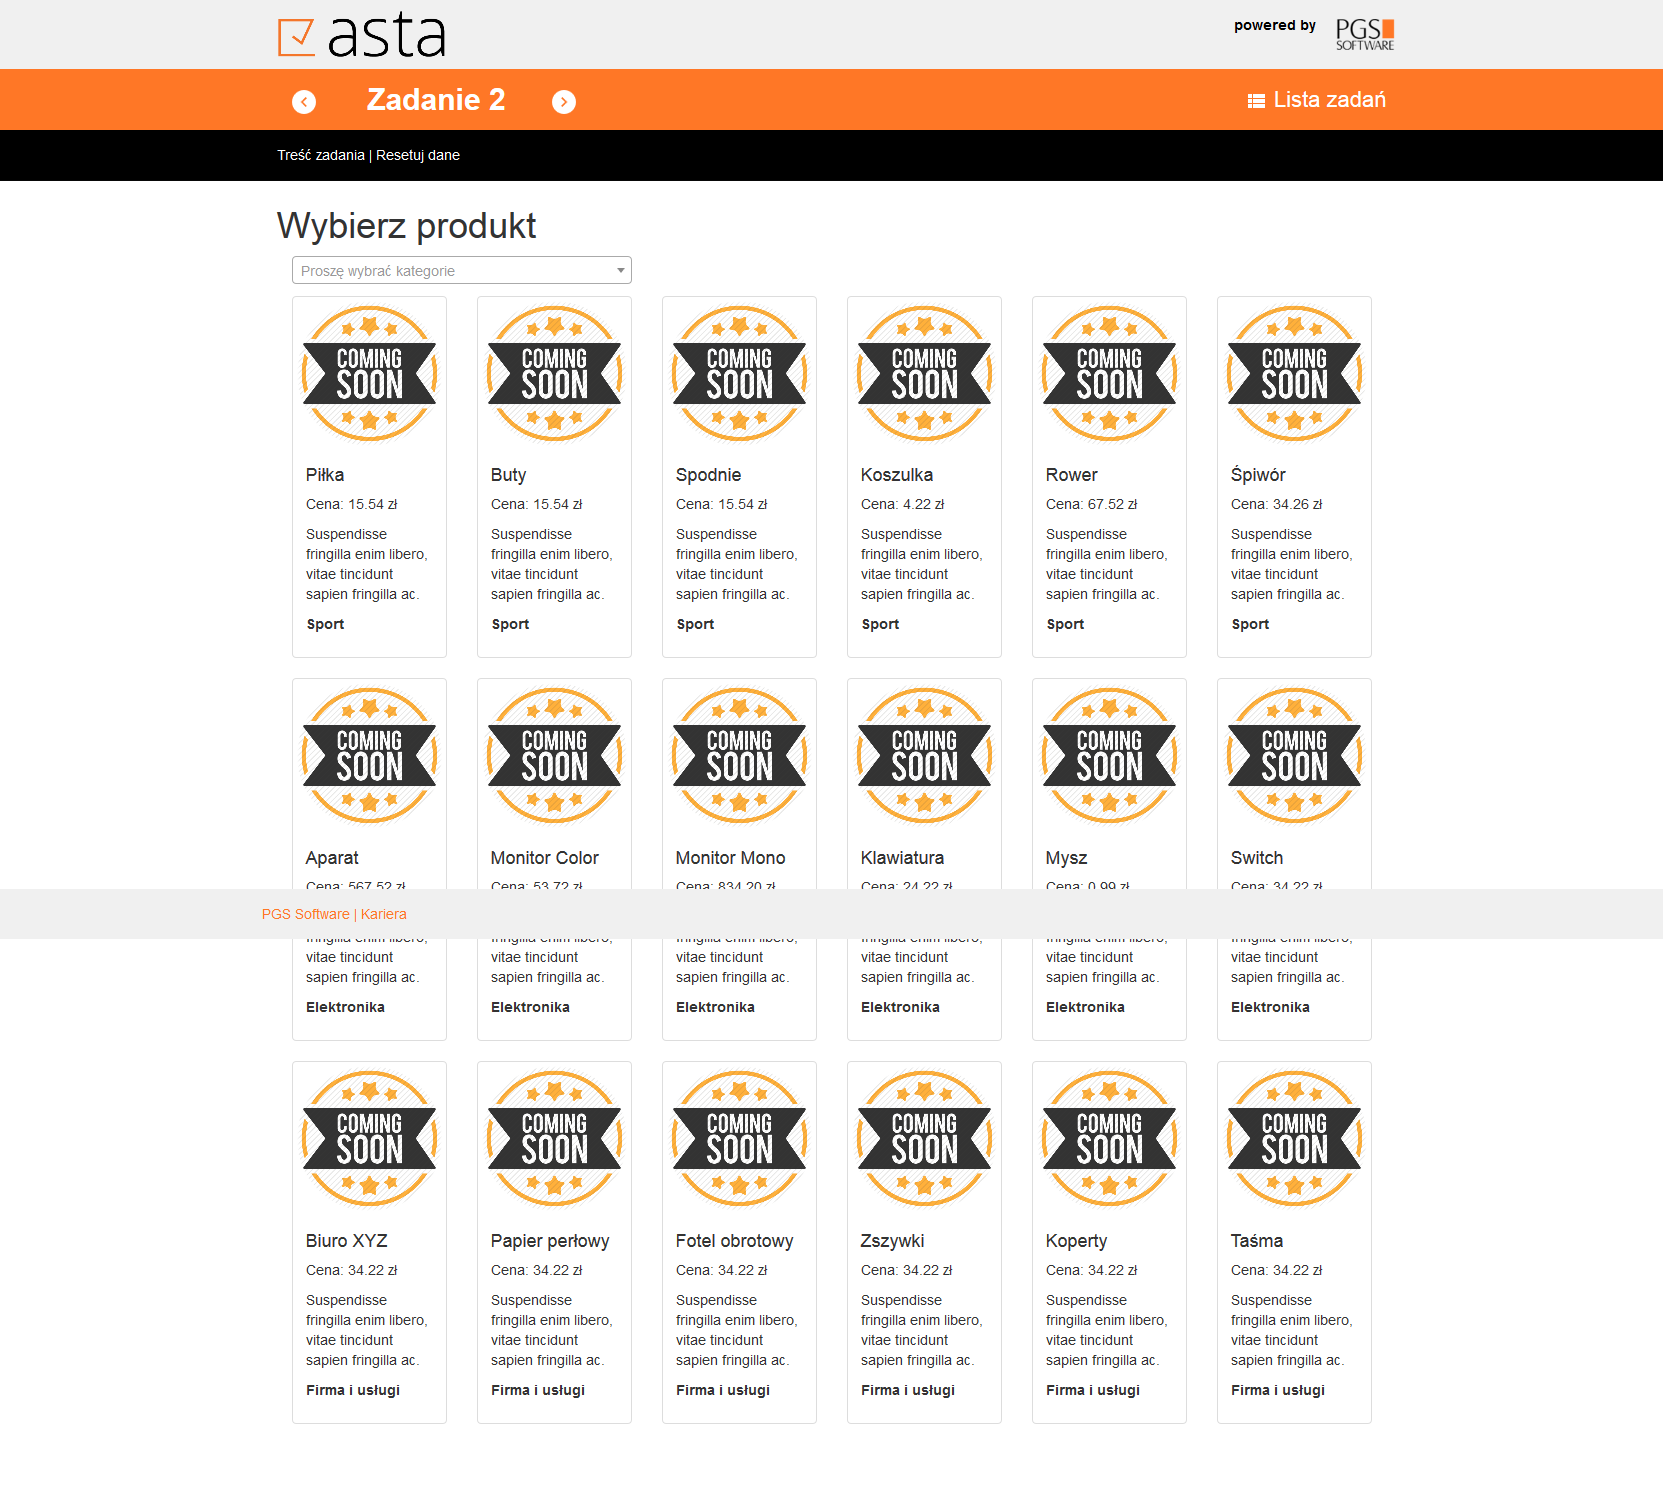 asta
powered by
PGS
SOFTWARE
Zadanie 2
Lista zadań
Treść zadania | Resetuj dane
Wybierz produkt
Proszę wybrać kategorie
COMING SOON COMING SOON COMING SOON COMING SOON COMING SOON COMING SOON
Piłka Buty Spodnie Koszulka Rower Śpiwór
Cena: 15.54 zł Cena: 15.54 zł Cena: 15.54 zł Cena: 4.22 zł Cena: 67.52 zł Cena: 34.26 zł
Suspendisse Suspendisse Suspendisse Suspendisse Suspendisse Suspendisse
fringilla enim libero, fringilla enim libero, fringilla enim libero, fringilla enim libero, fringilla enim libero, fringilla enim libero,
vitae tincidunt vitae tincidunt vitae tincidunt vitae tincidunt vitae tincidunt vitae tincidunt
sapien fringilla ac. sapien fringilla ac. sapien fringilla ac. sapien fringilla ac. sapien fringilla ac. sapien fringilla ac.
Sport Sport Sport Sport Sport Sport
COMING SOON COMING SOON COMING SOON COMING SOON COMING SOON COMING SOON
Aparat Monitor Color Monitor Mono Klawiatura Mysz Switch
Cena: 567.52 zł Cena: 53.72 zł Cena: 834.20 zł Cena: 24.22 zł Cena: 0.99 zł Cena: 34.22 zł
PGS Software | Kariera
fringilla enim libero, fringilla enim libero, fringilla enim libero, fringilla enim libero, fringilla enim libero, fringilla enim libero,
vitae tincidunt vitae tincidunt vitae tincidunt vitae tincidunt vitae tincidunt vitae tincidunt
sapien fringilla ac. sapien fringilla ac. sapien fringilla ac. sapien fringilla ac. sapien fringilla ac. sapien fringilla ac.
Elektronika Elektronika Elektronika Elektronika Elektronika Elektronika
COMING SOON COMING SOON COMING SOON COMING SOON COMING SOON COMING SOON
Biuro XYZ Papier perłowy Fotel obrotowy Zszywki Koperty Taśma
Cena: 34.22 zł Cena: 34.22 zł Cena: 34.22 zł Cena: 34.22 zł Cena: 34.22 zł Cena: 34.22 zł
Suspendisse Suspendisse Suspendisse Suspendisse Suspendisse Suspendisse
fringilla enim libero, fringilla enim libero, fringilla enim libero, fringilla enim libero, fringilla enim libero, fringilla enim libero,
vitae tincidunt vitae tincidunt vitae tincidunt vitae tincidunt vitae tincidunt vitae tincidunt
sapien fringilla ac. sapien fringilla ac. sapien fringilla ac. sapien fringilla ac. sapien fringilla ac. sapien fringilla ac.
Firma i usługi Firma i usługi Firma i usługi Firma i usługi Firma i usługi Firma i usługi